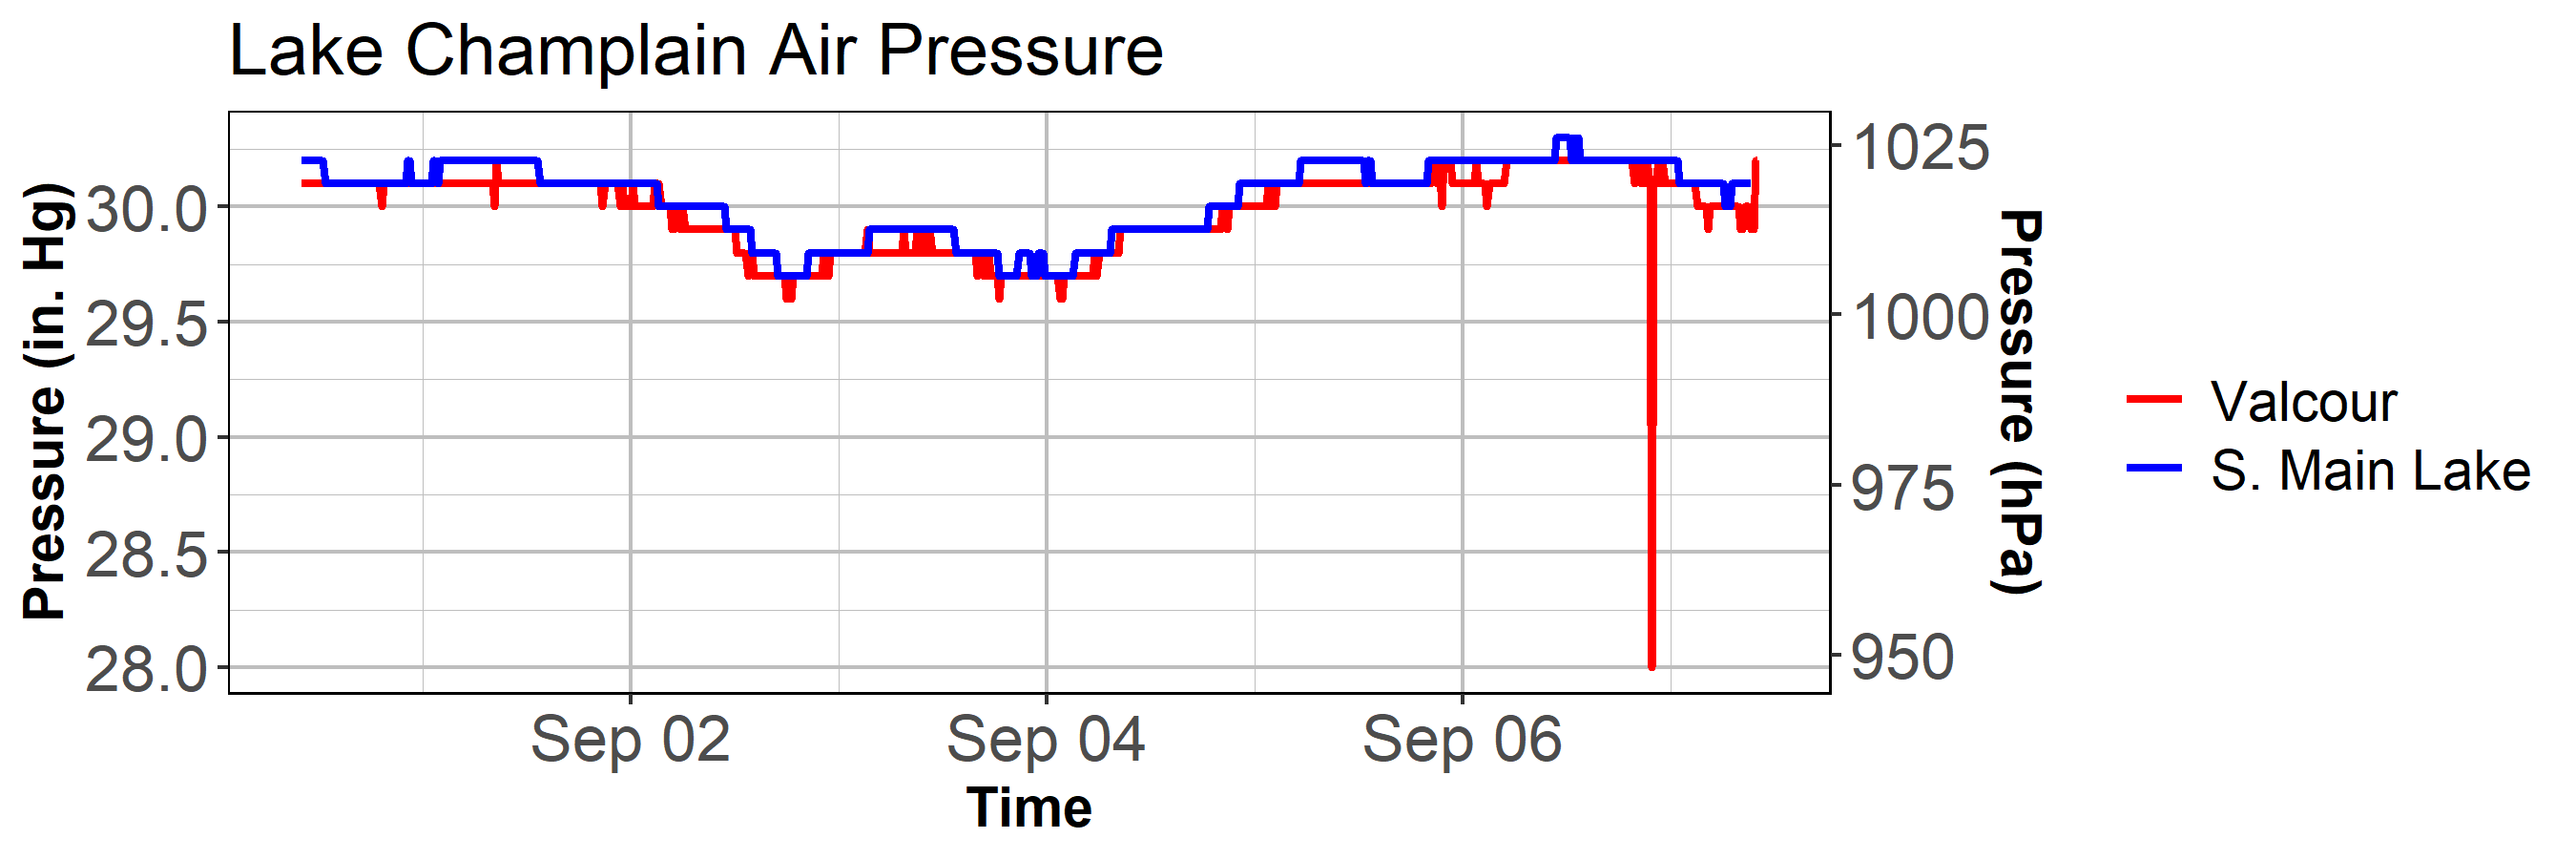 Lake Champlain Air Pressure
Pressure (in. Hg)
30.0
29.5
29.0
28.5
28.0
1025
1000
975
950
Pressure (hPa)
Valcour
S. Main Lake
Sep 02
Sep 04
Sep 06
Time